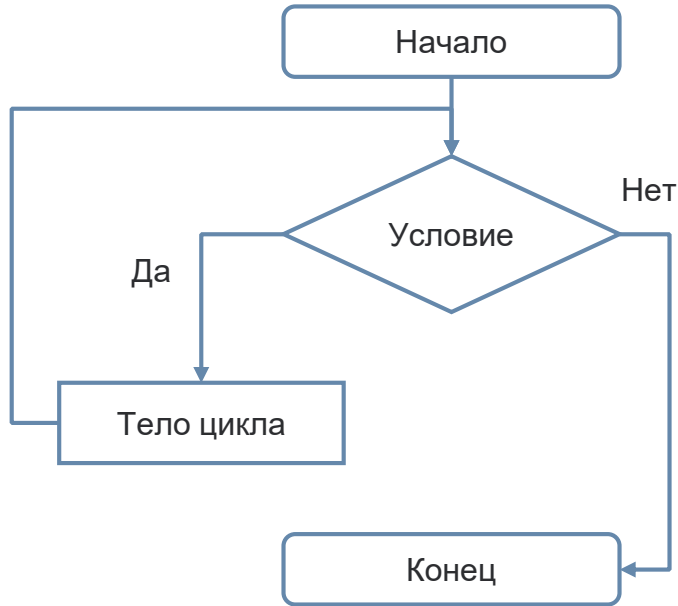 Начало
Нет
Условие
Да
Тело цикла
Конец